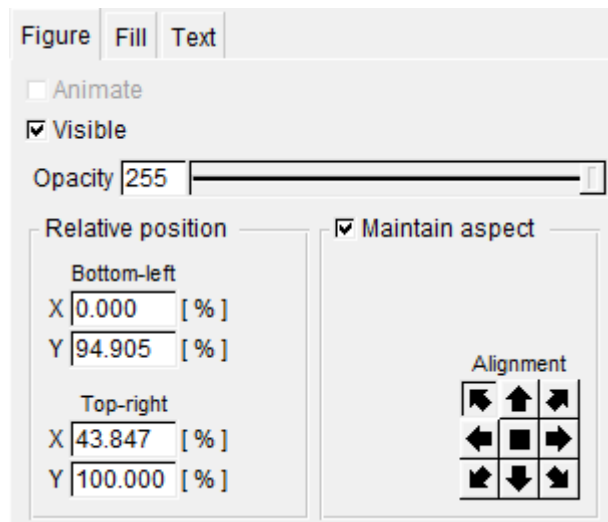 Figure Fill Text
Animate
Visible
Opacity 255
Relative position
Bottom-left
X 0.000 [ % ]
Y 94.905 [ % ]
Top-right
X 43.847 [ % ]
Y 100.000 [ % ]
Maintain aspect
Alignment